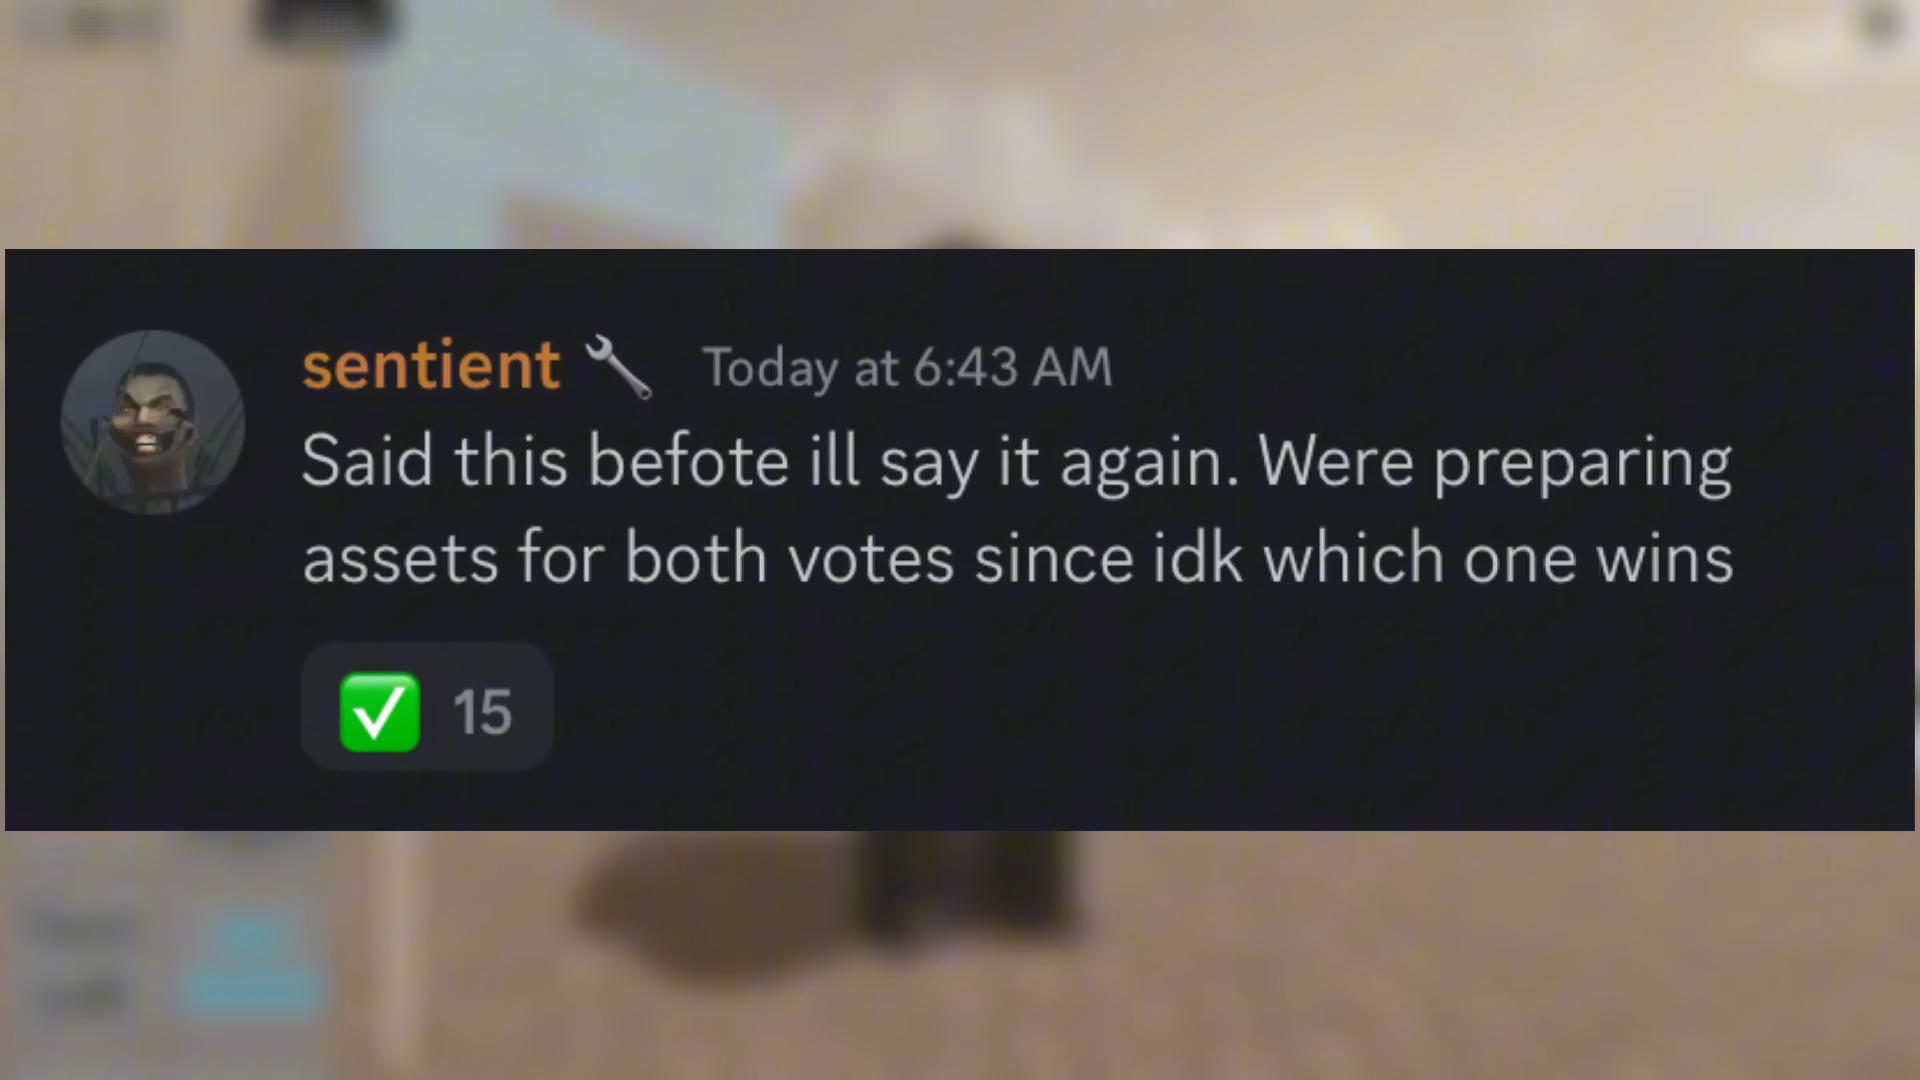 sentient 🔧 Today at 6:43 AM
Said this befote ill say it again. Were preparing
assets for both votes since idk which one wins
✅ 15